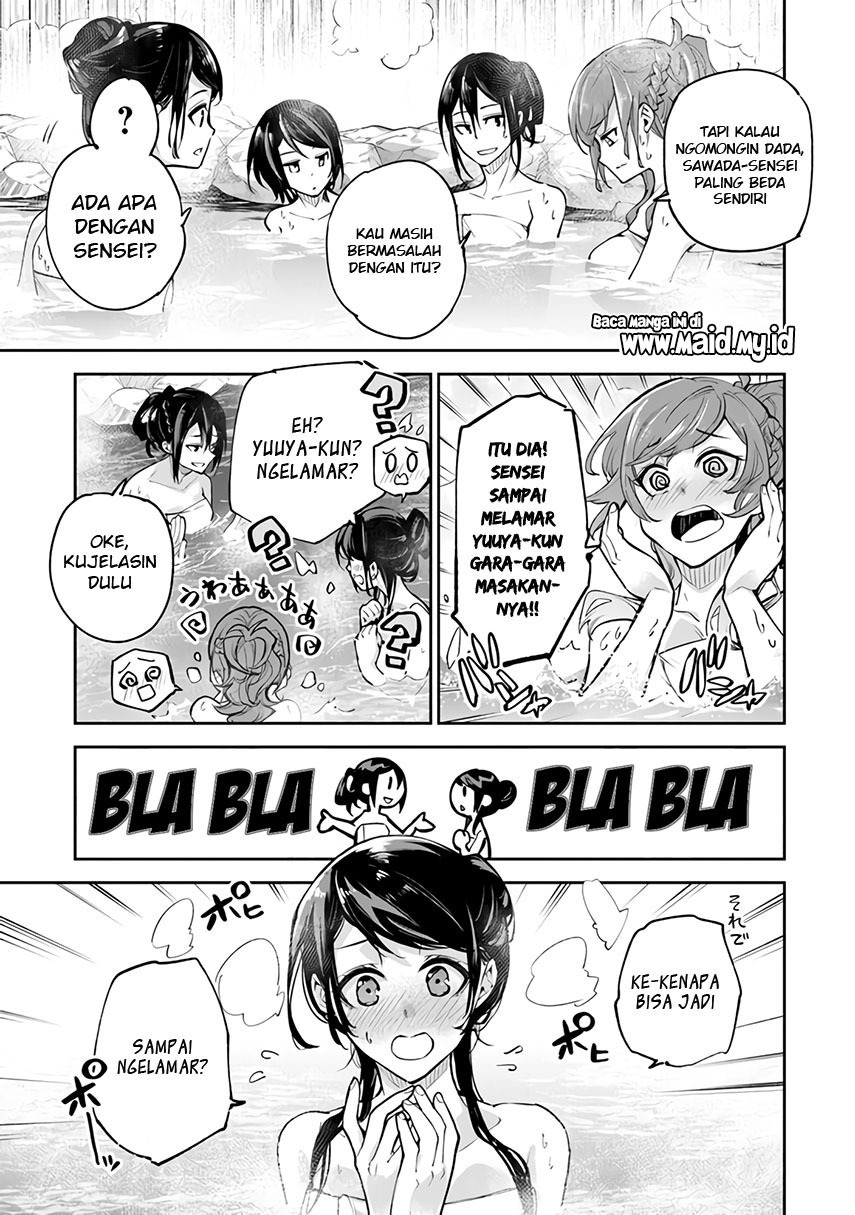 TAPI KALAU
NGOMONGIN DADA,
SAWADA-SENSEI
PALING BEDA
SENDIRI
KAU MASIH
BERMASALAH
DENGAN ITU?
?
ADA APA
DENGAN
SENSEI?
Baca Manga ini di
www.Maid.My.id
ITU DIA!
SENSEI
SAMPAI
MELAMAR
YUUYA-KUN
GARA-GARA
MASAKAN-
NYA!!
EH?
YUUYA-KUN?
NGELAMAR?
?
?
?
OKE,
KUJELASIN
DULU
うわぁぁぁぁ
BLA BLA
BLA BLA
それで
KE-KENAPA
BISA JADI
ポヒ
ポヒ
SAMPAI
NGELAMAR?
ポーッ